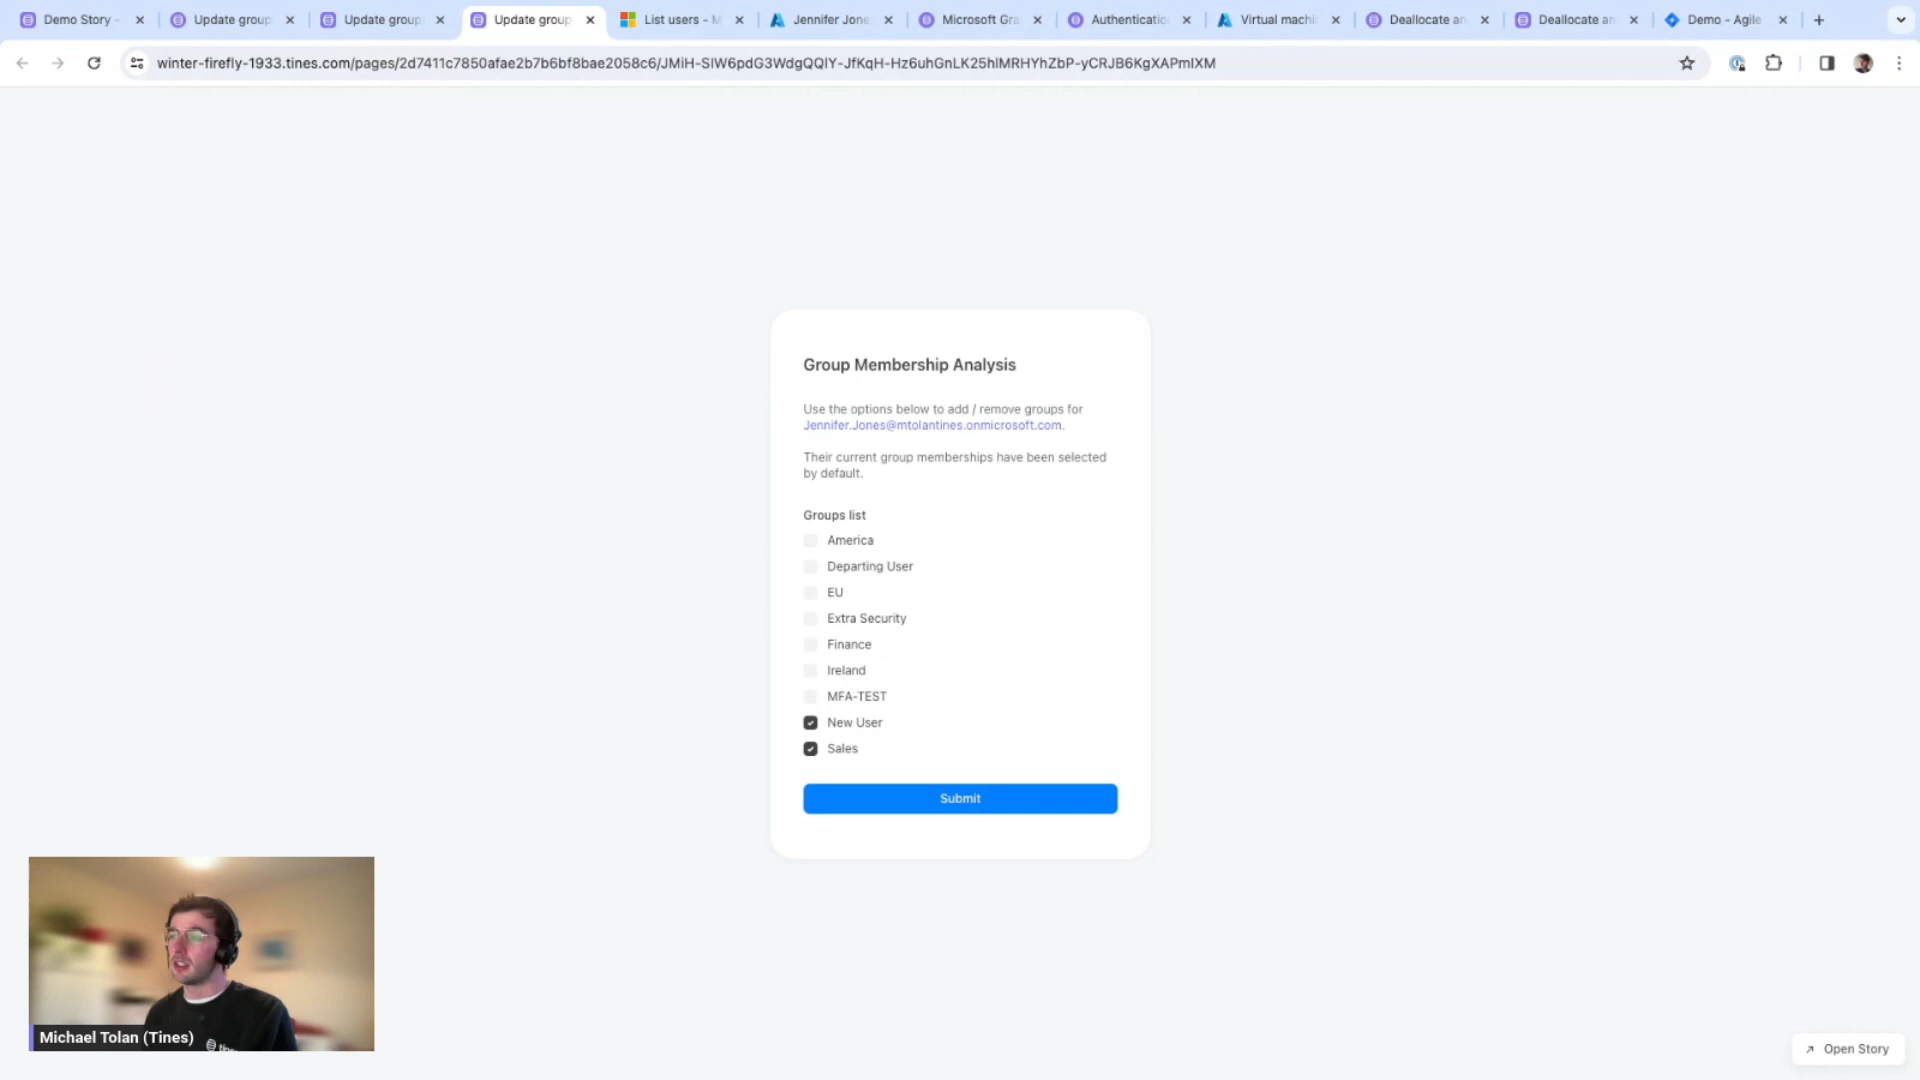 Demo Story -
Update group
Update group
Update group
List users - M
Jennifer Jone
Microsoft Gra
Authenticatio
Virtual machi
Deallocate an
Deallocate an
Demo - Agile
winter-firefly-1933.tines.com/pages/2d7411c7850afae2b7b6bf8bae2058c6/JMiH-SIW6pdG3WdgQQIY-JfKqH-Hz6uhGnLK25hlMRHYhZbP-yCRJB6KgXAPmIXM
Group Membership Analysis
Use the options below to add / remove groups for
Jennifer.Jones@mtolantines.onmicrosoft.com.
Their current group memberships have been selected
by default.
Groups list
America
Departing User
EU
Extra Security
Finance
Ireland
MFA-TEST
New User
Sales
Submit
Michael Tolan (Tines)
Open Story